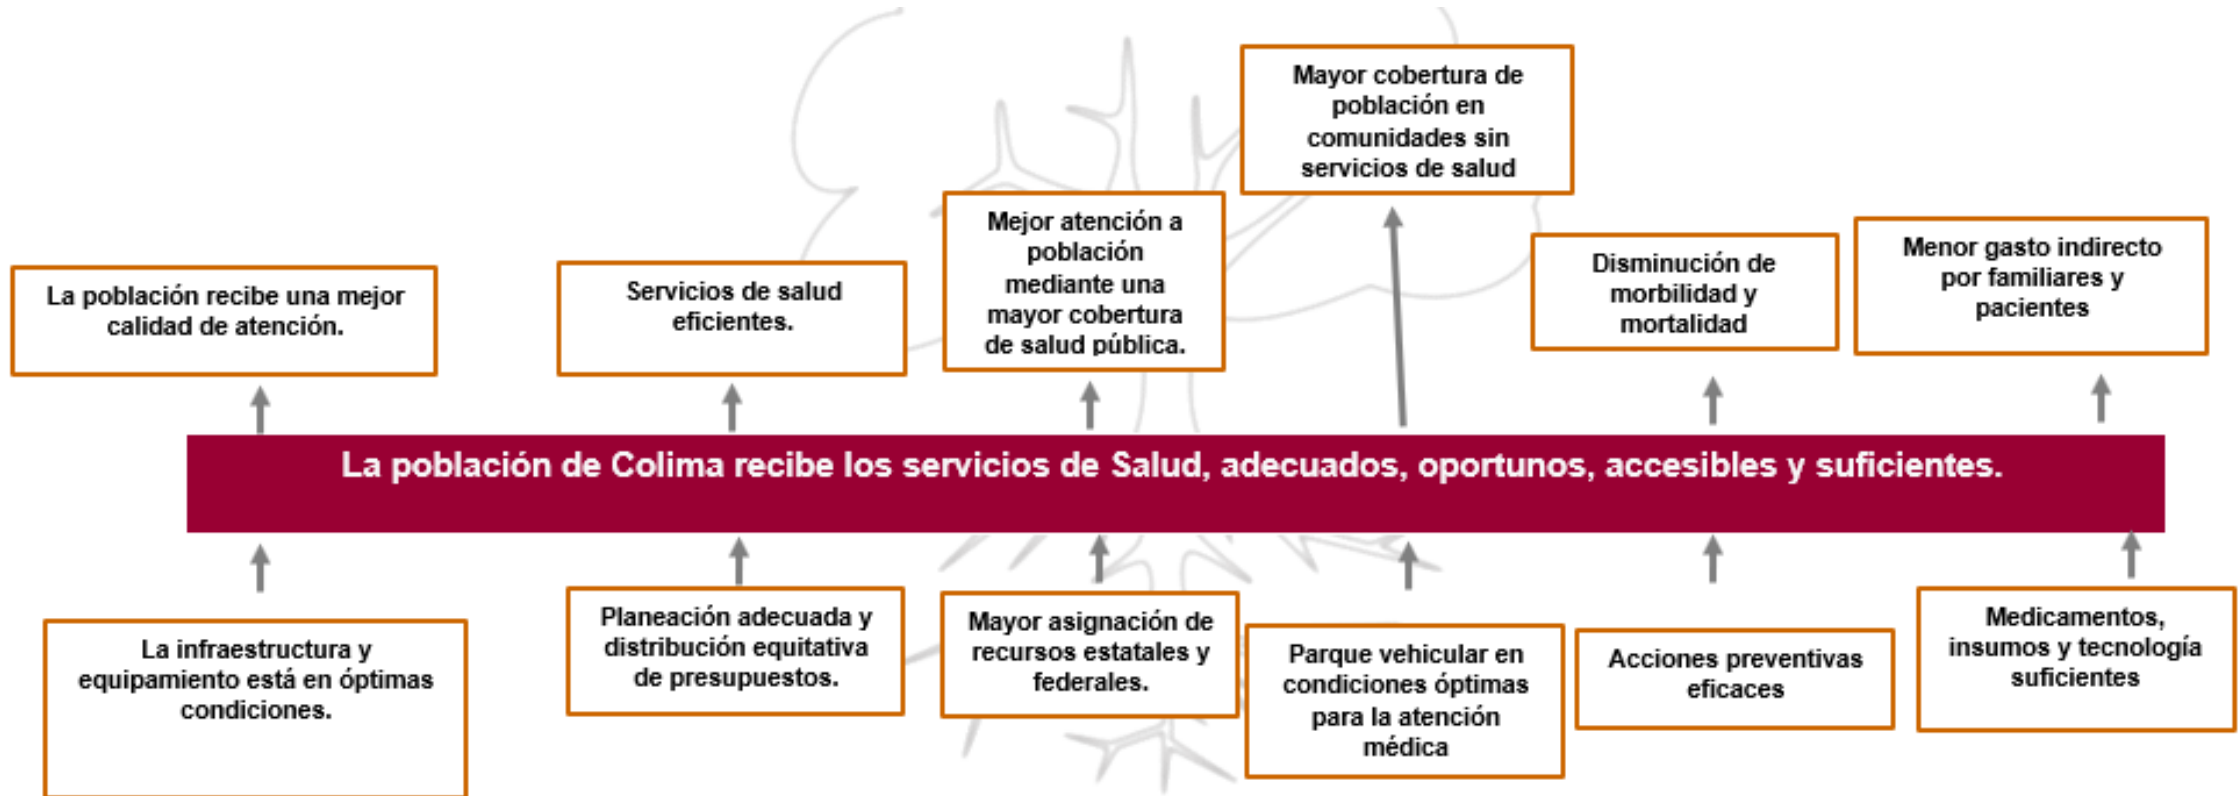 Mayor cobertura de
población en
comunidades sin
servicios de salud
Mejor atención a
población
mediante una
mayor cobertura
de salud pública.
Menor gasto indirecto
por familiares y
pacientes
Disminución de
morbilidad y
mortalidad
La población recibe una mejor
calidad de atención.
Servicios de salud
eficientes.
La población de Colima recibe los servicios de Salud, adecuados, oportunos, accesibles y suficientes.
La infraestructura y
equipamiento está en óptimas
condiciones.
Planeación adecuada y
distribución equitativa
de presupuestos.
Mayor asignación de
recursos estatales y
federales.
Parque vehicular en
condiciones óptimas
para la atención
médica
Acciones preventivas
eficaces
Medicamentos,
insumos y tecnología
suficientes